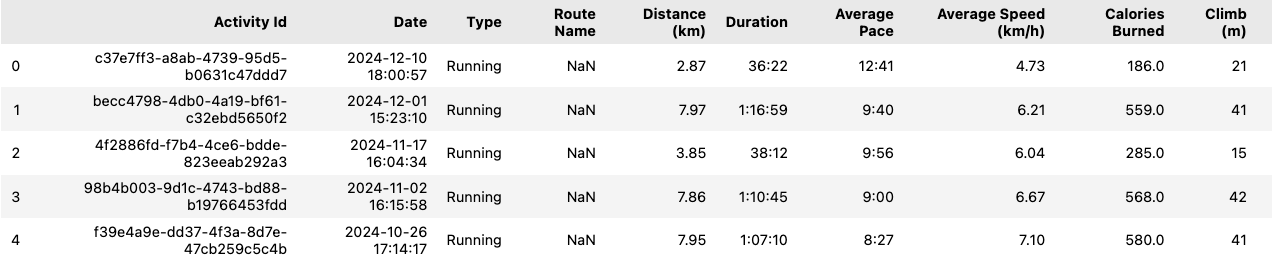 Activity Id Date Type Route Name Distance (km) Duration Average Pace Average Speed (km/h) Calories Burned Climb (m)
0 c37e7ff3-a8ab-4739-95d5-b0631c47ddd7 2024-12-10 18:00:57 Running NaN 2.87 36:22 12:41 4.73 186.0 21
1 becc4798-4db0-4a19-bf61-c32ebd5650f2 2024-12-01 15:23:10 Running NaN 7.97 1:16:59 9:40 6.21 559.0 41
2 4f2886fd-f7b4-4ce6-bdde-823eeab292a3 2024-11-17 16:04:34 Running NaN 3.85 38:12 9:56 6.04 285.0 15
3 98b4b003-9d1c-4743-bd88-b19766453fdd 2024-11-02 16:15:58 Running NaN 7.86 1:10:45 9:00 6.67 568.0 42
4 f39e4a9e-dd37-4f3a-8d7e-47cb259c5c4b 2024-10-26 17:14:17 Running NaN 7.95 1:07:10 8:27 7.10 580.0 41